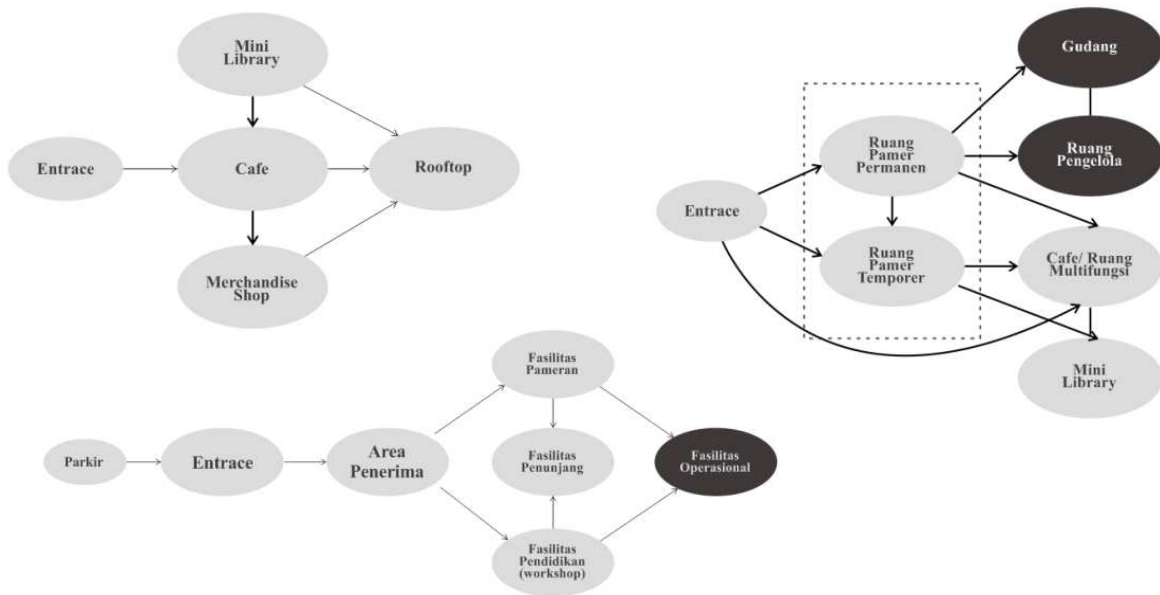 Mini
Library
Entrace
Cafe
Rooftop
Merchandise
Shop
Gudang
Ruang
Pamer
Permanen
Ruang
Pengelola
Entrace
Ruang
Pamer
Temporer
Cafe/ Ruang
Multifungsi
Mini
Library
Fasilitas
Pameran
Parkir
Entrace
Area
Penerima
Fasilitas
Penunjang
Fasilitas
Operasional
Fasilitas
Pendidikan
(workshop)